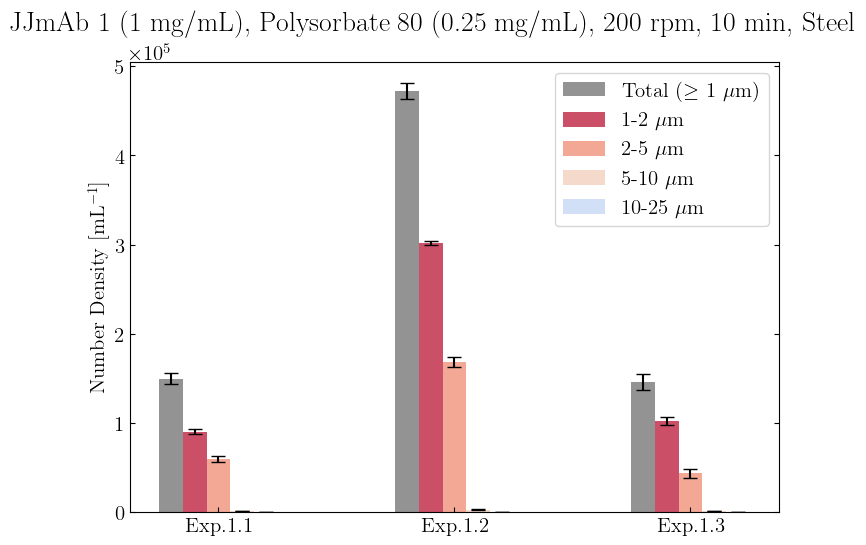 JJmAb 1 (1 mg/mL), Polysorbate 80 (0.25 mg/mL), 200 rpm, 10 min, Steel
×10⁵
Number Density [mL⁻¹]
5
4
3
2
1
0
Total (≥ 1 μm)
1-2 μm
2-5 μm
5-10 μm
10-25 μm
Exp.1.1 Exp.1.2 Exp.1.3